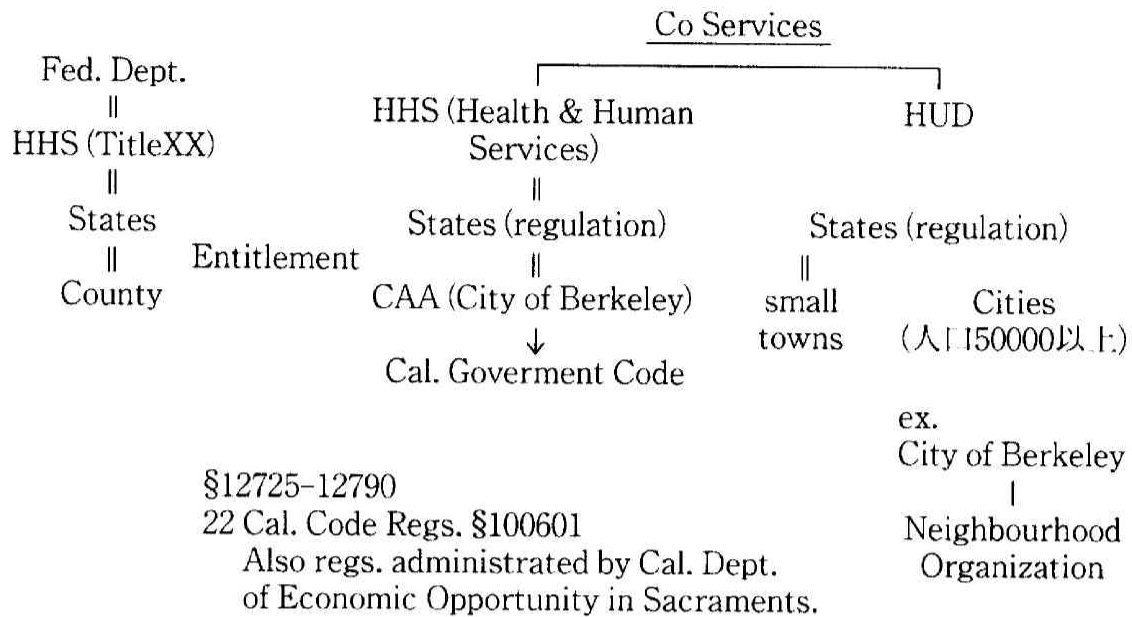 Co Services
Fed. Dept.
||
HHS (TitleXX)
||
States
||
County
Entitlement
HHS (Health & Human
Services)
||
States (regulation)
||
CAA (City of Berkeley)
↓
Cal. Goverment Code
HUD
States (regulation)
||
small
towns
Cities
(人口50000以上)
ex.
City of Berkeley
|
Neighbourhood
Organization
§12725-12790
22 Cal. Code Regs. §100601
Also regs. administered by Cal. Dept.
of Economic Opportunity in Sacraments.